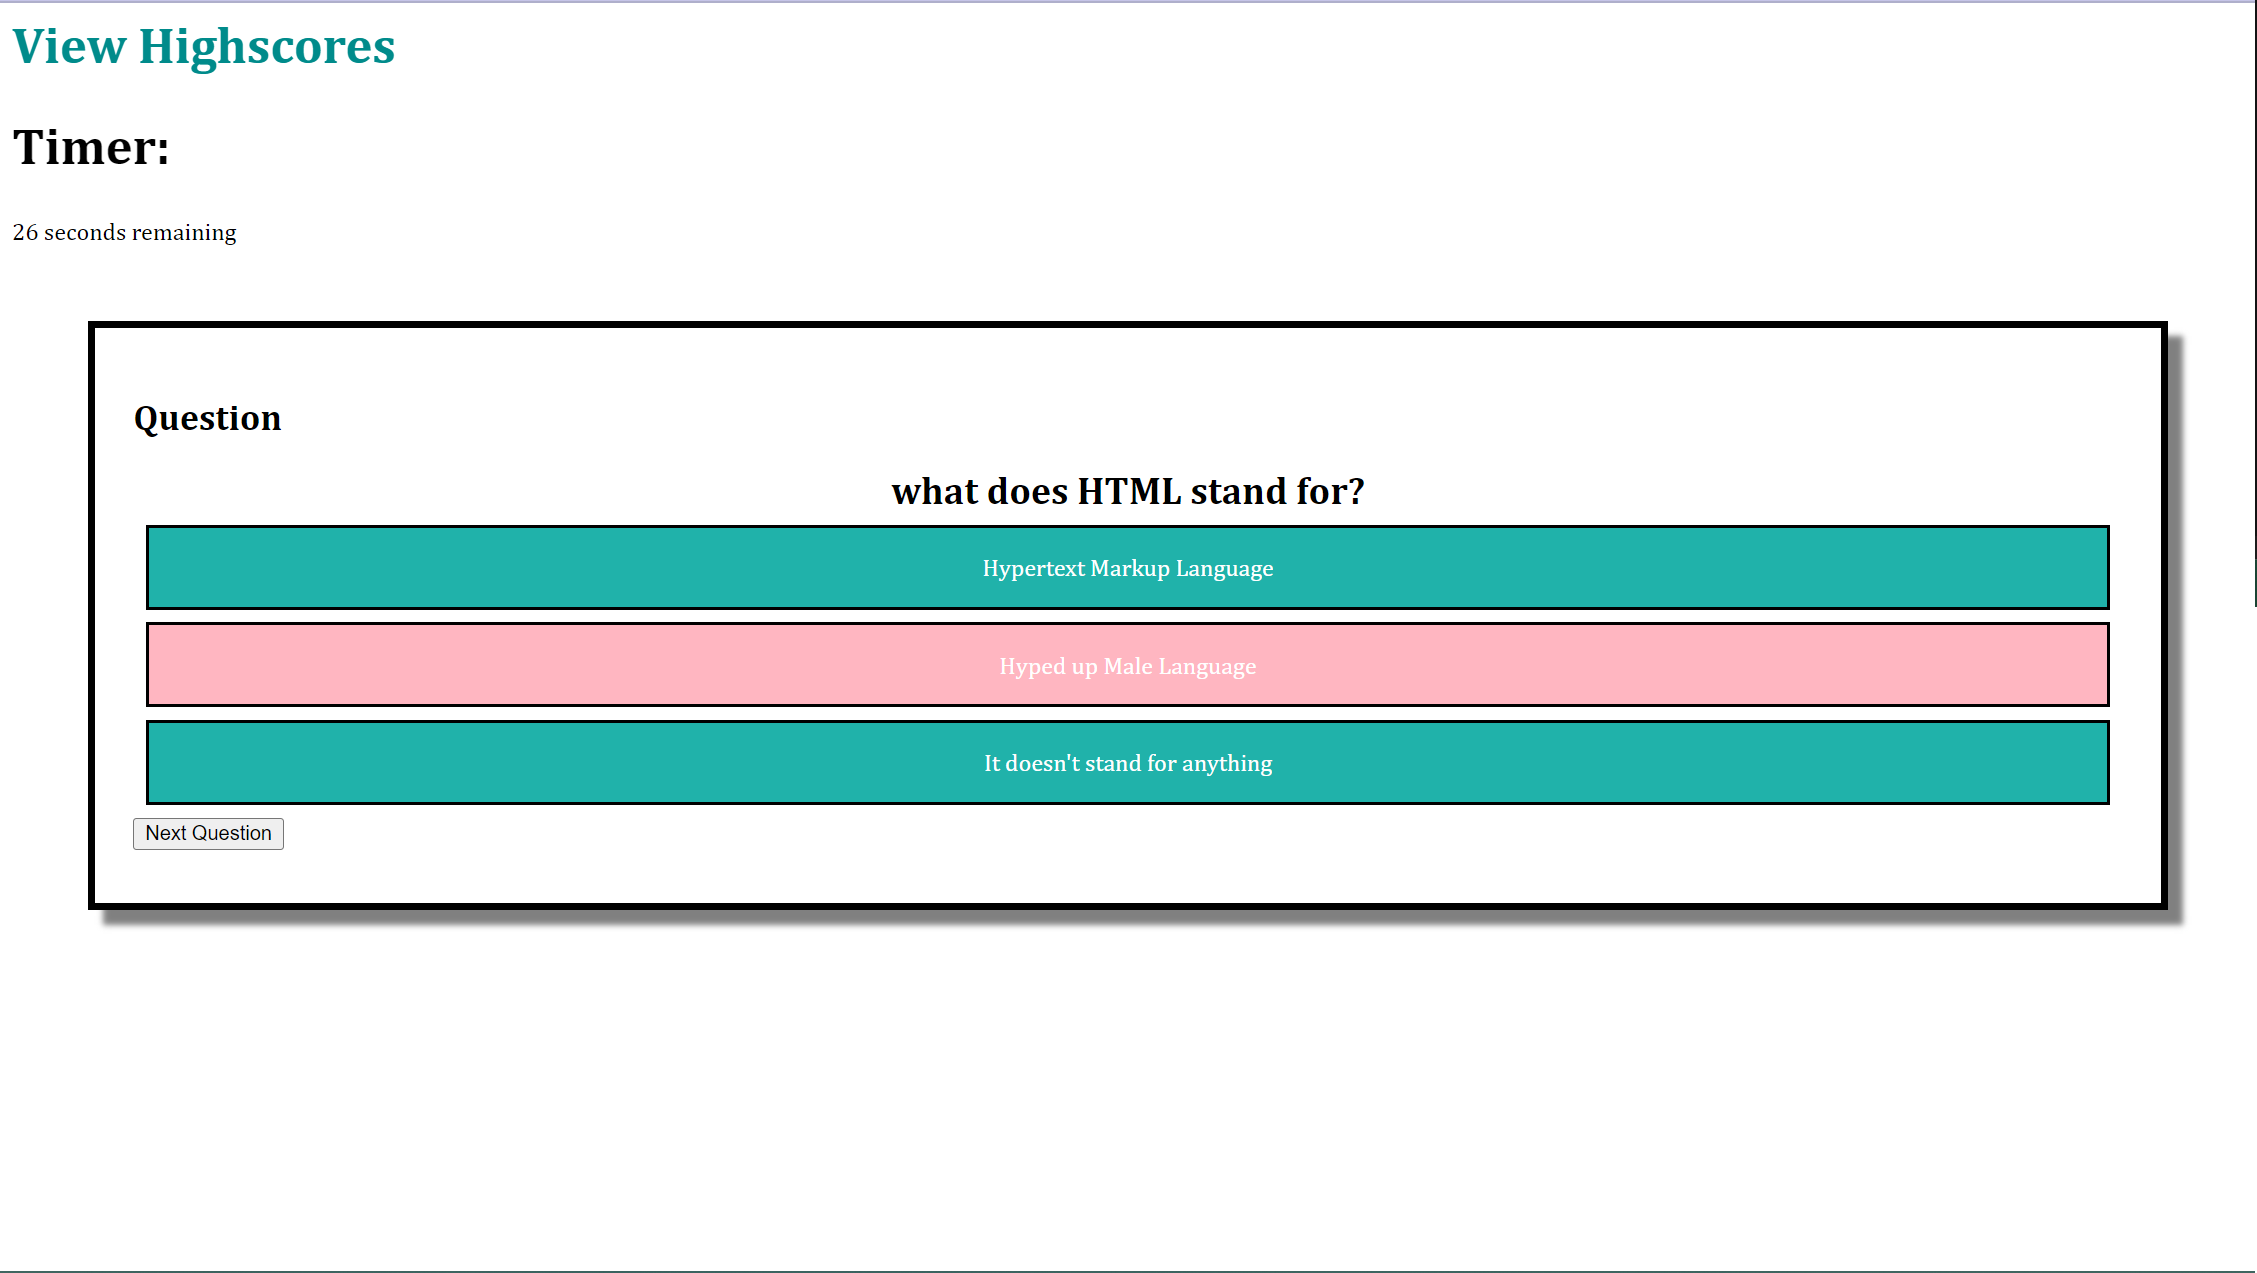 View Highscores
Timer:
26 seconds remaining
Question
what does HTML stand for?
Hypertext Markup Language
Hyped up Male Language
It doesn't stand for anything
Next Question